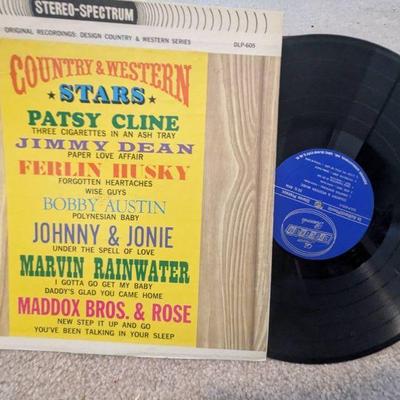 STEREO-SPECTRUM
ORIGINAL RECORDINGS: DESIGN COUNTRY & WESTERN SERIES
DLP-605
COUNTRY & WESTERN
★ STARS ★
PATSY CLINE
THREE CIGARETTES IN AN ASH TRAY
JIMMY DEAN
PAPER LOVE AFFAIR
FERLIN HUSKY
FORGOTTEN HEARTACHES
WISE GUYS
BOBBY AUSTIN
POLYNESIAN BABY
JOHNNY & JONIE
UNDER THE SPELL OF LOVE
MARVIN RAINWATER
I GOTTA GO GET MY BABY
DADDY'S GLAD YOU CAME HOME
MADDOX BROS. & ROSE
NEW STEP IT UP AND GO
YOU'VE BEEN TALKING IN YOUR SLEEP